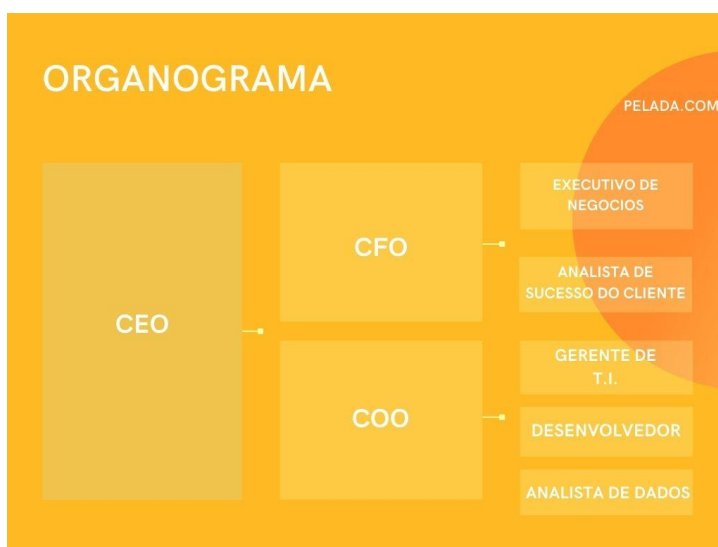 ORGANOGRAMA
PELADA.COM
CEO
CFO
EXECUTIVO DE
NEGOCIOS
ANALISTA DE
SUCESSO DO CLIENTE
COO
GERENTE DE
T.I.
DESENVOLVEDOR
ANALISTA DE DADOS